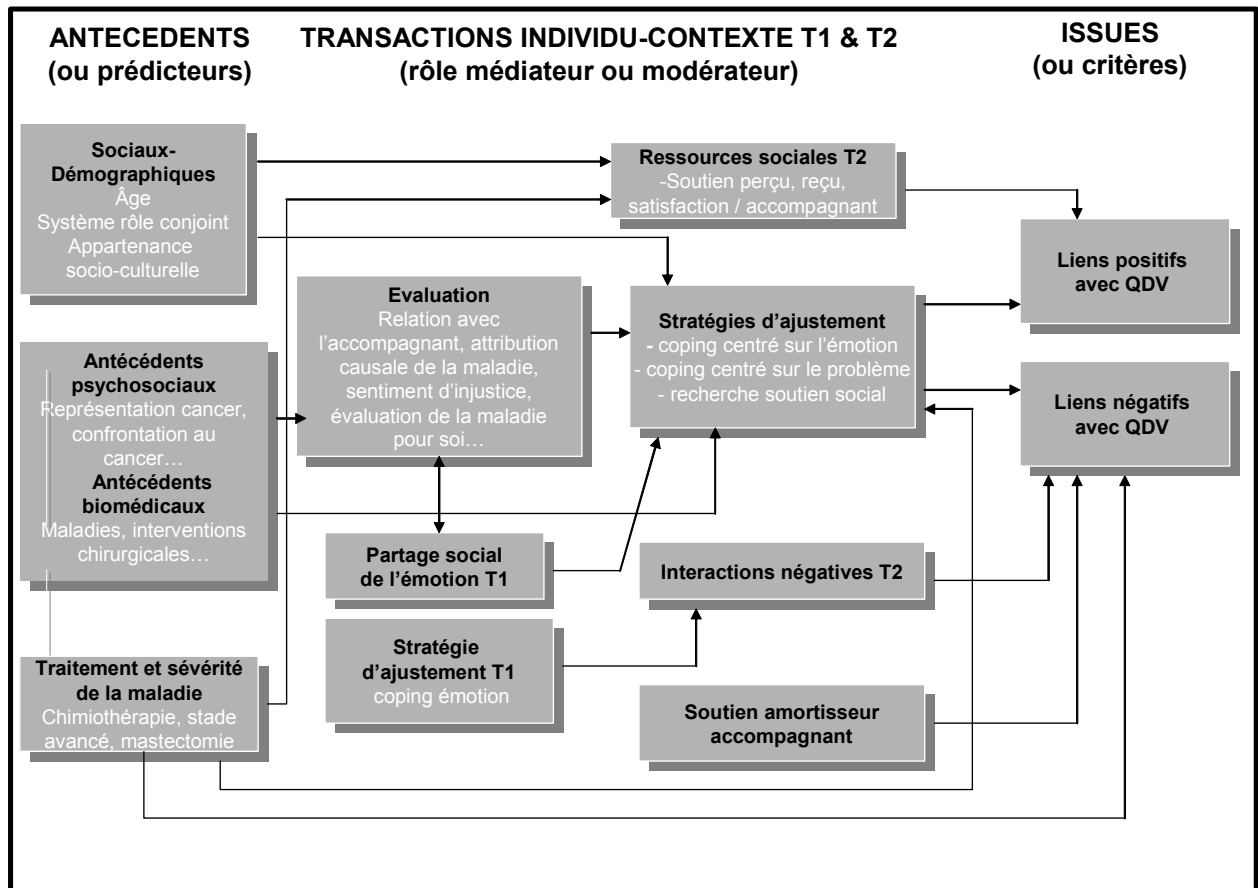 ANTECEDENTS
(ou prédicteurs)
TRANSACTIONS INDIVIDU-CONTEXTE T1 & T2
(rôle médiateur ou modérateur)
ISSUES
(ou critères)
Sociaux-
Démographiques
Âge
Système rôle conjoint
Appartenance
socio-culturelle
Ressources sociales T2
-Soutien perçu, reçu,
satisfaction / accompagnant
Liens positifs
avec QDV
Evaluation
Relation avec
l’accompagnant, attribution
causale de la maladie,
sentiment d’injustice,
évaluation de la maladie
pour soi…
Stratégies d’ajustement
- coping centré sur l’émotion
- coping centré sur le problème
- recherche soutien social
Antécédents
psychosociaux
Représentation cancer,
confrontation au
cancer…
Antécédents
biomédicaux
Maladies, interventions
chirurgicales…
Liens négatifs
avec QDV
Partage social
de l’émotion T1
Interactions négatives T2
Stratégie
d’ajustement T1
coping émotion
Traitement et sévérité
de la maladie
Chimiothérapie, stade
avancé, mastectomie
Soutien amortisseur
accompagnant